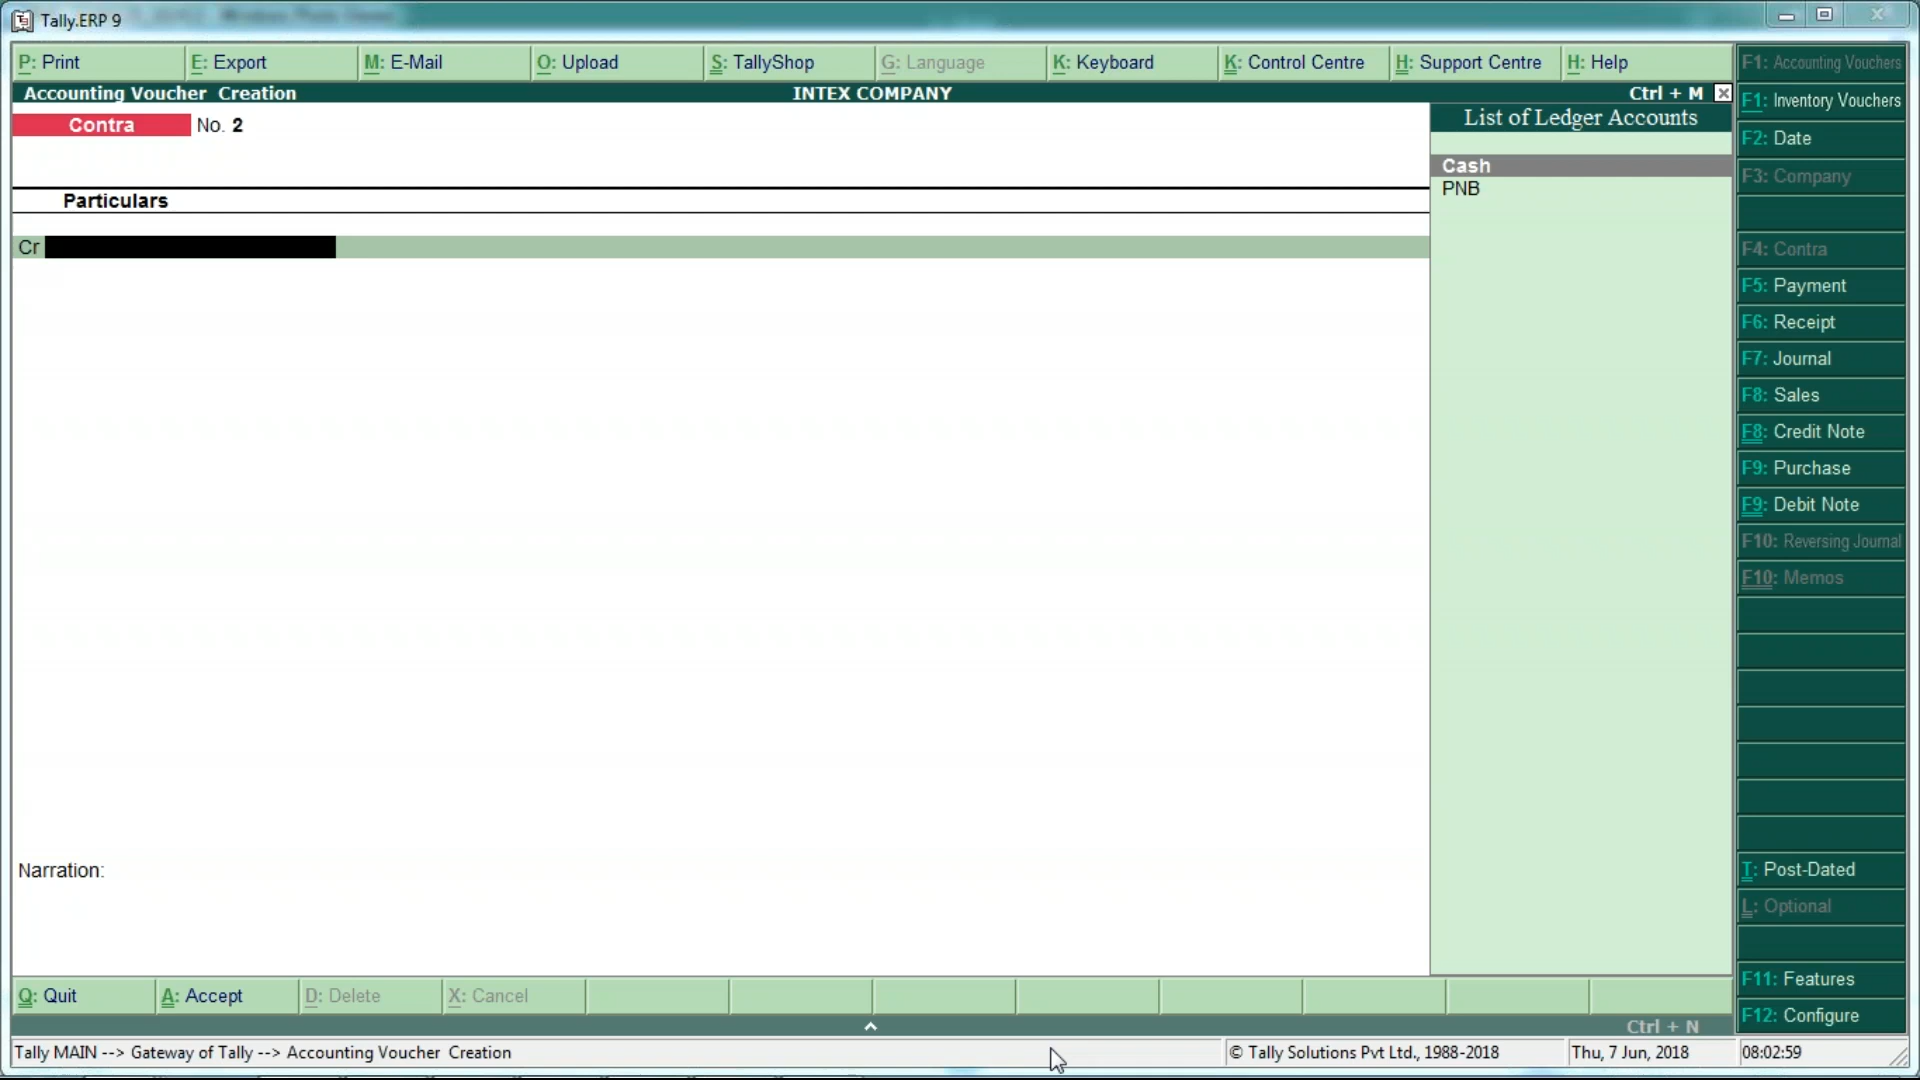 Tally.ERP 9
P: Print E: Export M: E-Mail O: Upload S: TallyShop G: Language K: Keyboard K: Control Centre H: Support Centre H: Help
Accounting Voucher Creation INTEX COMPANY Ctrl + M
Contra No. 2
List of Ledger Accounts
Cash
PNB
Particulars
Cr
Narration:
F1: Accounting Vouchers
F1: Inventory Vouchers
F2: Date
F3: Company
F4: Contra
F5: Payment
F6: Receipt
F7: Journal
F8: Sales
F8: Credit Note
F9: Purchase
F9: Debit Note
F10: Reversing Journal
F10: Memos
T: Post-Dated
L: Optional
F11: Features
F12: Configure
Q: Quit A: Accept D: Delete X: Cancel
Ctrl + N
Tally MAIN --> Gateway of Tally --> Accounting Voucher Creation © Tally Solutions Pvt Ltd., 1988-2018 Thu, 7 Jun, 2018 08:02:59